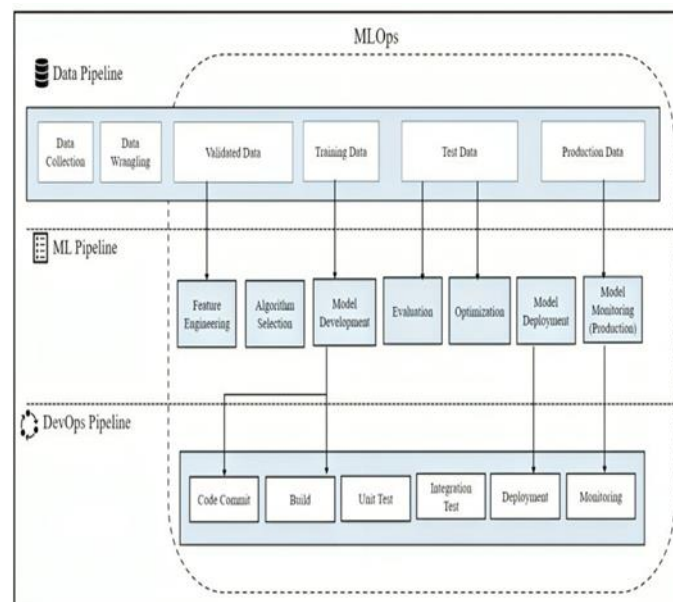 MLOps
Data Pipeline
Data
Collection
Data
Wrangling
Validated Data
Training Data
Test Data
Production Data
ML Pipeline
Feature
Engineering
Algorithm
Selection
Model
Development
Evaluation
Optimization
Model
Deployment
Model
Monitoring
(Production)
DevOps Pipeline
Code Commit
Build
Unit Test
Integration
Test
Deployment
Monitoring